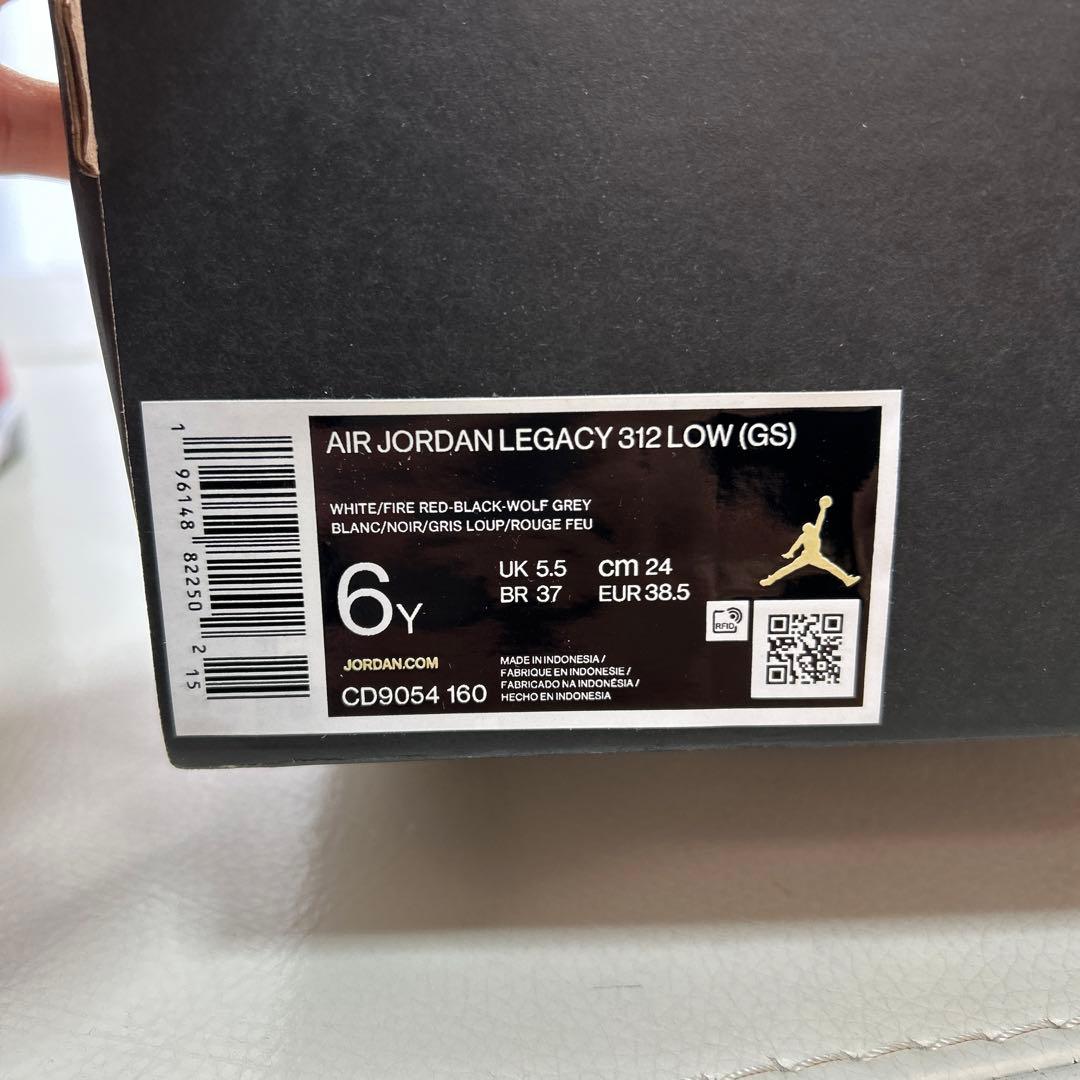 AIR JORDAN LEGACY 312 LOW (GS)
WHITE/FIRE RED-BLACK-WOLF GREY
BLANC/NOIR/GRIS LOUP/ROUGE FEU
6Y
UK 5.5 cm 24
BR 37 EUR 38.5
RFID
JORDAN.COM
CD9054 160
MADE IN INDONESIA /
FABRIQUE EN INDONESIE /
FABRICADO NA INDONÉSIA /
HECHO EN INDONESIA
1 96148 82250 2 15